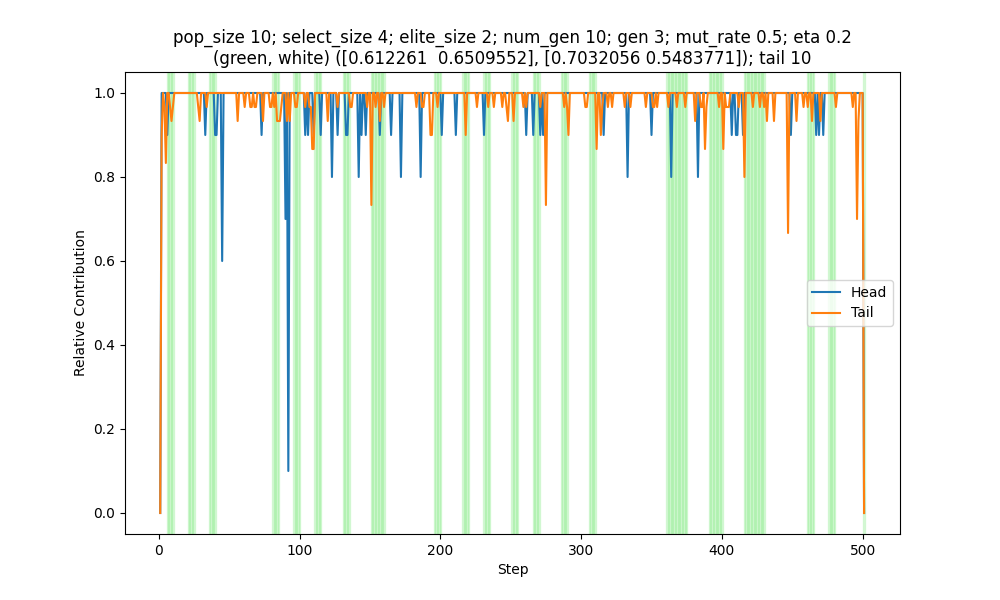 pop_size 10; select_size 4; elite_size 2; num_gen 10; gen 3; mut_rate 0.5; eta 0.2
(green, white) ([0.612261  0.6509552], [0.7032056 0.5483771]); tail 10
Relative Contribution
1.0
0.8
0.6
0.4
0.2
0.0
Head
Tail
0
100
200
300
400
500
Step